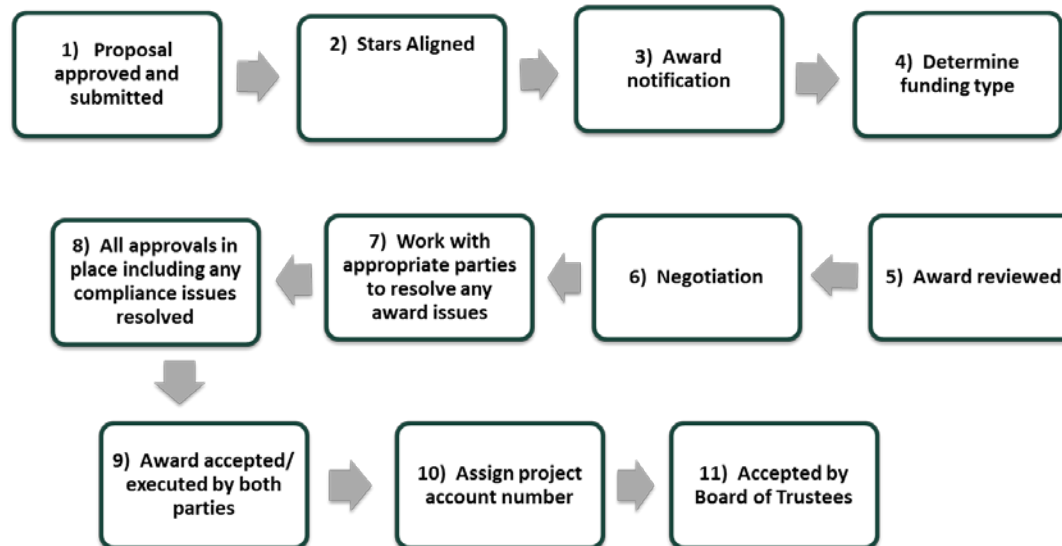 1) Proposal
approved and
submitted
2) Stars Aligned
3) Award
notification
4) Determine
funding type
8) All approvals in
place including any
compliance issues
resolved
7) Work with
appropriate parties
to resolve any
award issues
6) Negotiation
5) Award reviewed
9) Award accepted/
executed by both
parties
10) Assign project
account number
11) Accepted by
Board of Trustees